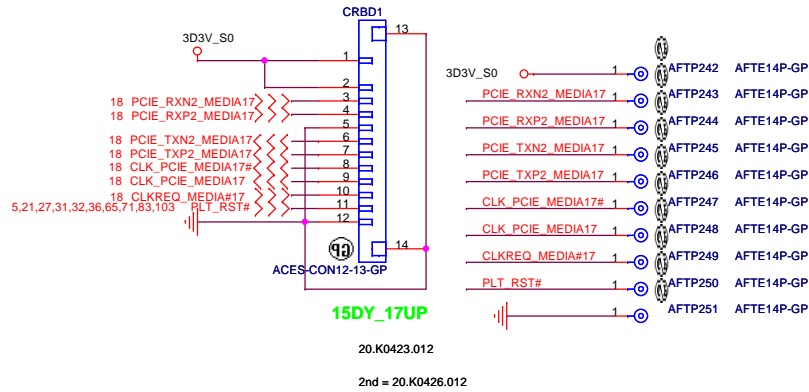 CRBD1
3D3V_S0
13
1
2
18 PCIE_RXN2_MEDIA17 3
18 PCIE_RXP2_MEDIA17 4
5
18 PCIE_TXN2_MEDIA17 6
18 PCIE_TXP2_MEDIA17 7
18 CLK_PCIE_MEDIA17# 8
18 CLK_PCIE_MEDIA17 9
18 CLKREQ_MEDIA#17 10
5,21,27,31,32,36,65,71,83,103 PLT_RST# 11
12
14
GP
ACES-CON12-13-GP
15DY_17UP
20.K0423.012
2nd = 20.K0426.012
3D3V_S0 1 AFTP242 AFTE14P-GP
PCIE_RXN2_MEDIA17 1 AFTP243 AFTE14P-GP
PCIE_RXP2_MEDIA17 1 AFTP244 AFTE14P-GP
PCIE_TXN2_MEDIA17 1 AFTP245 AFTE14P-GP
PCIE_TXP2_MEDIA17 1 AFTP246 AFTE14P-GP
CLK_PCIE_MEDIA17# 1 AFTP247 AFTE14P-GP
CLK_PCIE_MEDIA17 1 AFTP248 AFTE14P-GP
CLKREQ_MEDIA#17 1 AFTP249 AFTE14P-GP
PLT_RST# 1 AFTP250 AFTE14P-GP
1 AFTP251 AFTE14P-GP